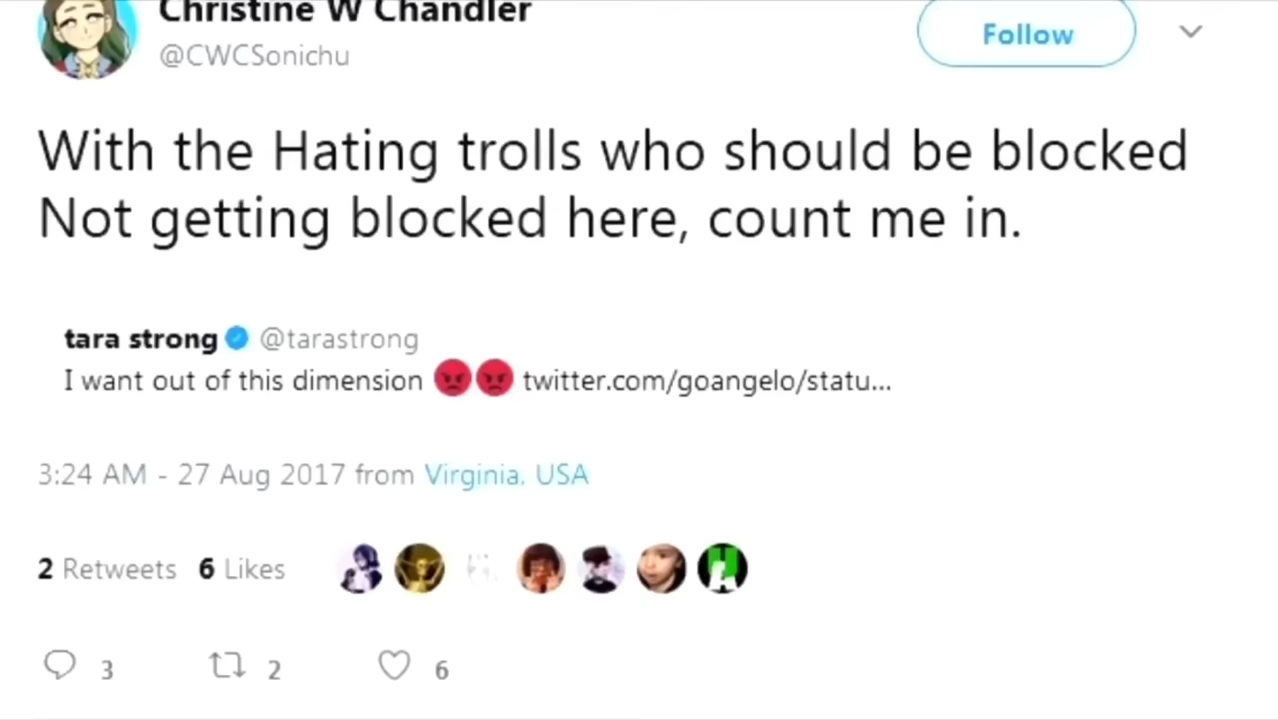 Christine W Chandler
@CWCSonichu
Follow
With the Hating trolls who should be blocked
Not getting blocked here, count me in.
tara strong @tarastrong
I want out of this dimension 😡😡 twitter.com/goangelo/statu...
3:24 AM - 27 Aug 2017 from Virginia, USA
2 Retweets 6 Likes
3 2 6